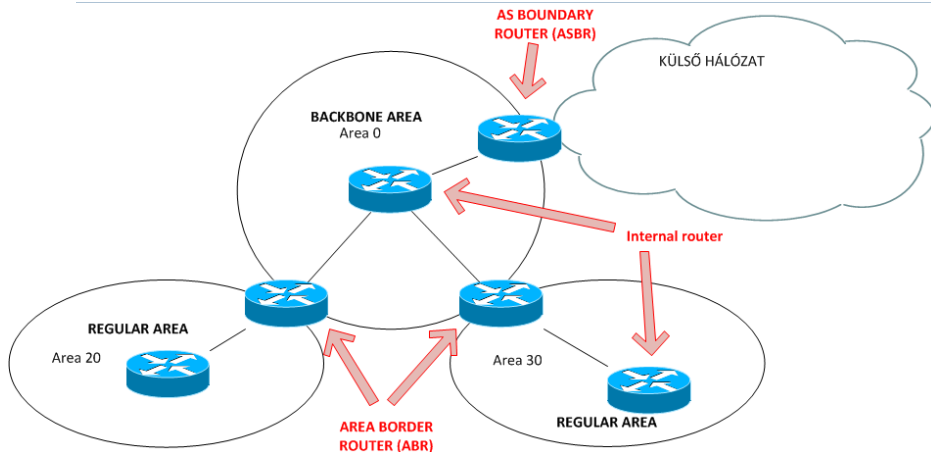 AS BOUNDARY
ROUTER (ASBR)
KÜLSŐ HÁLÓZAT
BACKBONE AREA
Area 0
Internal router
REGULAR AREA
Area 20
Area 30
REGULAR AREA
AREA BORDER
ROUTER (ABR)